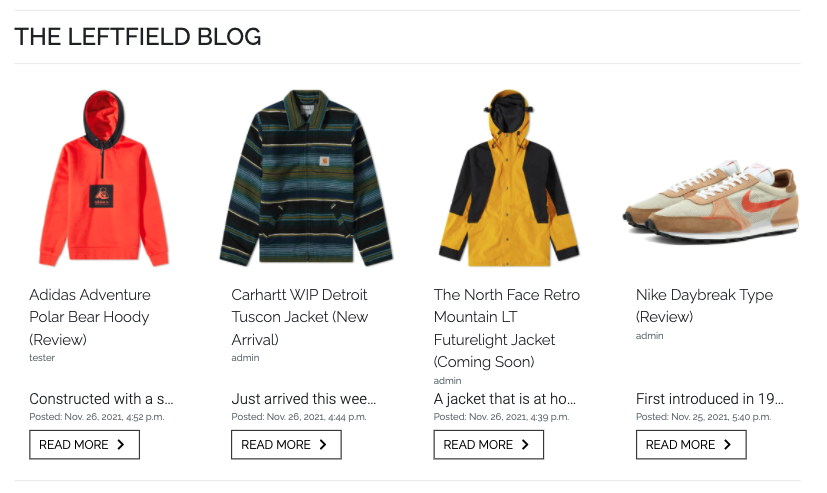 THE LEFTFIELD BLOG
Adidas Adventure
Polar Bear Hoody
(Review)
tester
Constructed with a s...
Posted: Nov. 26, 2021, 4:52 p.m.
READ MORE
Carhartt WIP Detroit
Tuscon Jacket (New
Arrival)
admin
Just arrived this wee...
Posted: Nov. 26, 2021, 4:44 p.m.
READ MORE
The North Face Retro
Mountain LT
Futurelight Jacket
(Coming Soon)
admin
A jacket that is at ho...
Posted: Nov. 26, 2021, 4:39 p.m.
READ MORE
Nike Daybreak Type
(Review)
admin
First introduced in 19...
Posted: Nov. 25, 2021, 5:40 p.m.
READ MORE